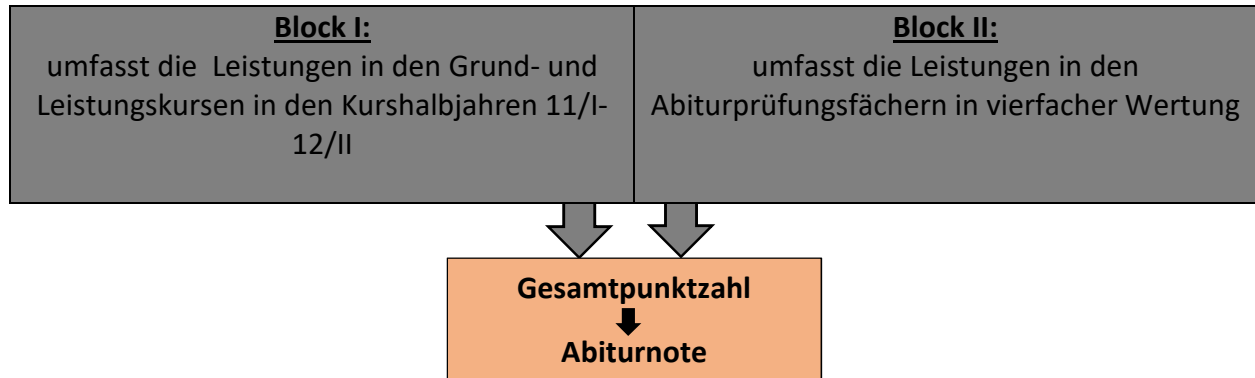 Block I:
umfasst die  Leistungen in den Grund- und
Leistungskursen in den Kurshalbjahren 11/I-
12/II
Block II:
umfasst die Leistungen in den
Abiturprüfungsfächern in vierfacher Wertung
Gesamtpunktzahl
Abiturnote